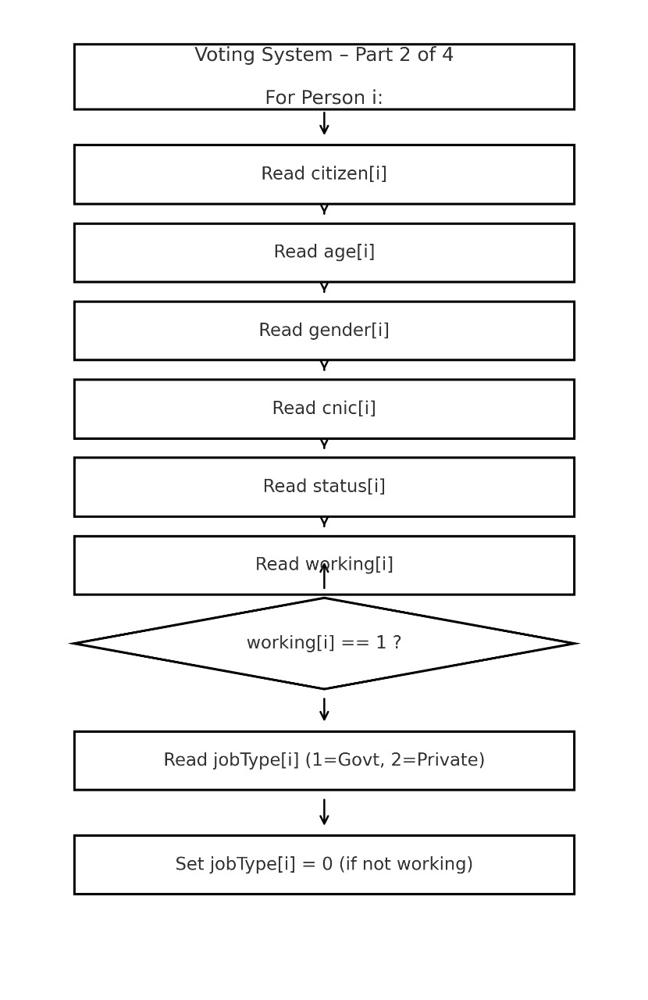 Voting System – Part 2 of 4
For Person i:
Read citizen[i]
Read age[i]
Read gender[i]
Read cnic[i]
Read status[i]
Read working[i]
working[i] == 1 ?
Read jobType[i] (1=Govt, 2=Private)
Set jobType[i] = 0 (if not working)